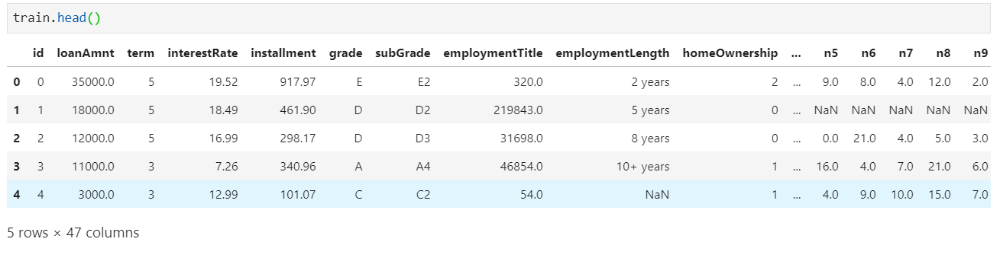 train.head()
id loanAmnt term interestRate installment grade subGrade employmentTitle employmentLength homeOwnership ... n5 n6 n7 n8 n9
0 0 35000.0 5 19.52 917.97 E E2 320.0 2 years 2 ... 9.0 8.0 4.0 12.0 2.0
1 1 18000.0 5 18.49 461.90 D D2 219843.0 5 years 0 ... NaN NaN NaN NaN NaN
2 2 12000.0 5 16.99 298.17 D D3 31698.0 8 years 0 ... 0.0 21.0 4.0 5.0 3.0
3 3 11000.0 3 7.26 340.96 A A4 46854.0 10+ years 1 ... 16.0 4.0 7.0 21.0 6.0
4 4 3000.0 3 12.99 101.07 C C2 54.0 NaN 1 ... 4.0 9.0 10.0 15.0 7.0
5 rows × 47 columns